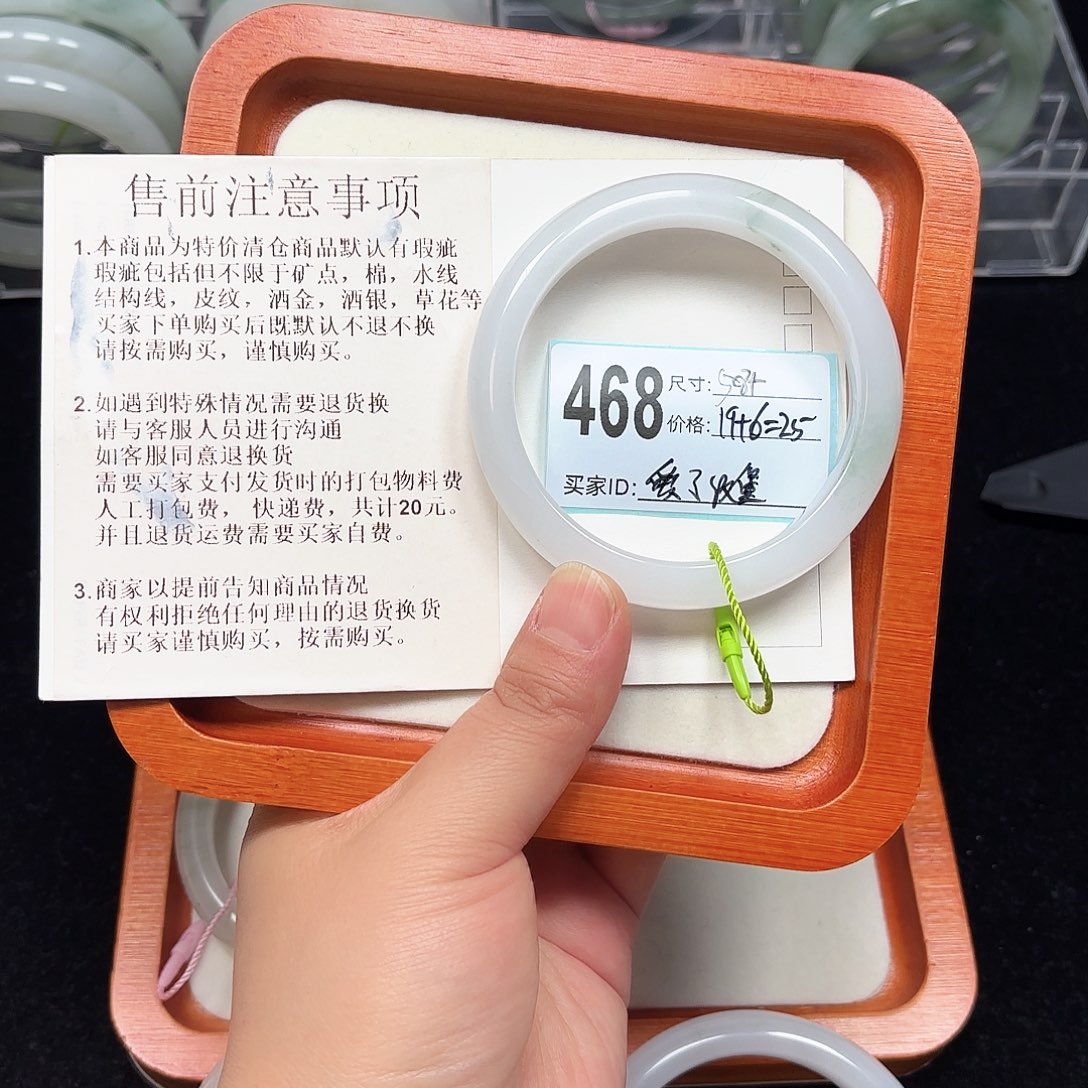 售前注意事项
1.本商品为特价清仓商品默认有瑕疵
瑕疵包括但不限于矿点，棉，水线
结构线，皮纹，洒金，洒银，草花等
买家下单购买后既默认不退不换
请按需购买，谨慎购买。
2.如遇到特殊情况需要退货换
请与客服人员进行沟通
如客服同意退换货
需要买家支付发货时的打包物料费
人工打包费，快递费，共计20元。
并且退货运费需要买家自费。
3.商家以提前告知商品情况
有权利拒绝任何理由的退货换货
请买家谨慎购买，按需购买。
468
尺寸:
价格: 19+6=25
买家ID: